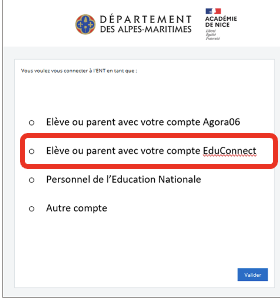 DÉPARTEMENT
DES ALPES-MARITIMES
ACADÉMIE
DE NICE
Liberté
Égalité
Fraternité
Vous voulez vous connecter à l'ENT en tant que :
o Elève ou parent avec votre compte Agora06
o Elève ou parent avec votre compte EduConnect
o Personnel de l'Education Nationale
o Autre compte
Valider